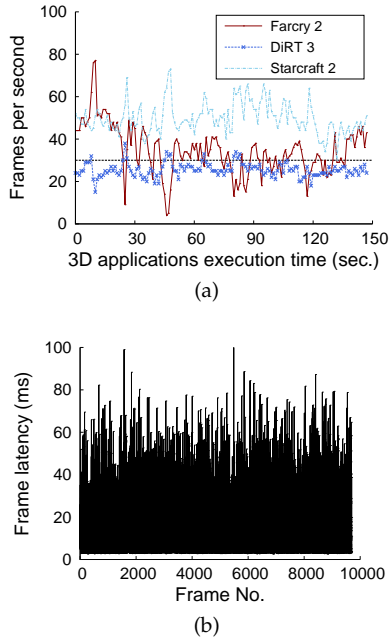 Frames per second
100
80
60
40
20
0
Farcry 2
DiRT 3
Starcraft 2
0 30 60 90 120 150
3D applications execution time (sec.)
(a)
Frame latency (ms)
100
80
60
40
20
0
0 2000 4000 6000 8000 10000
Frame No.
(b)